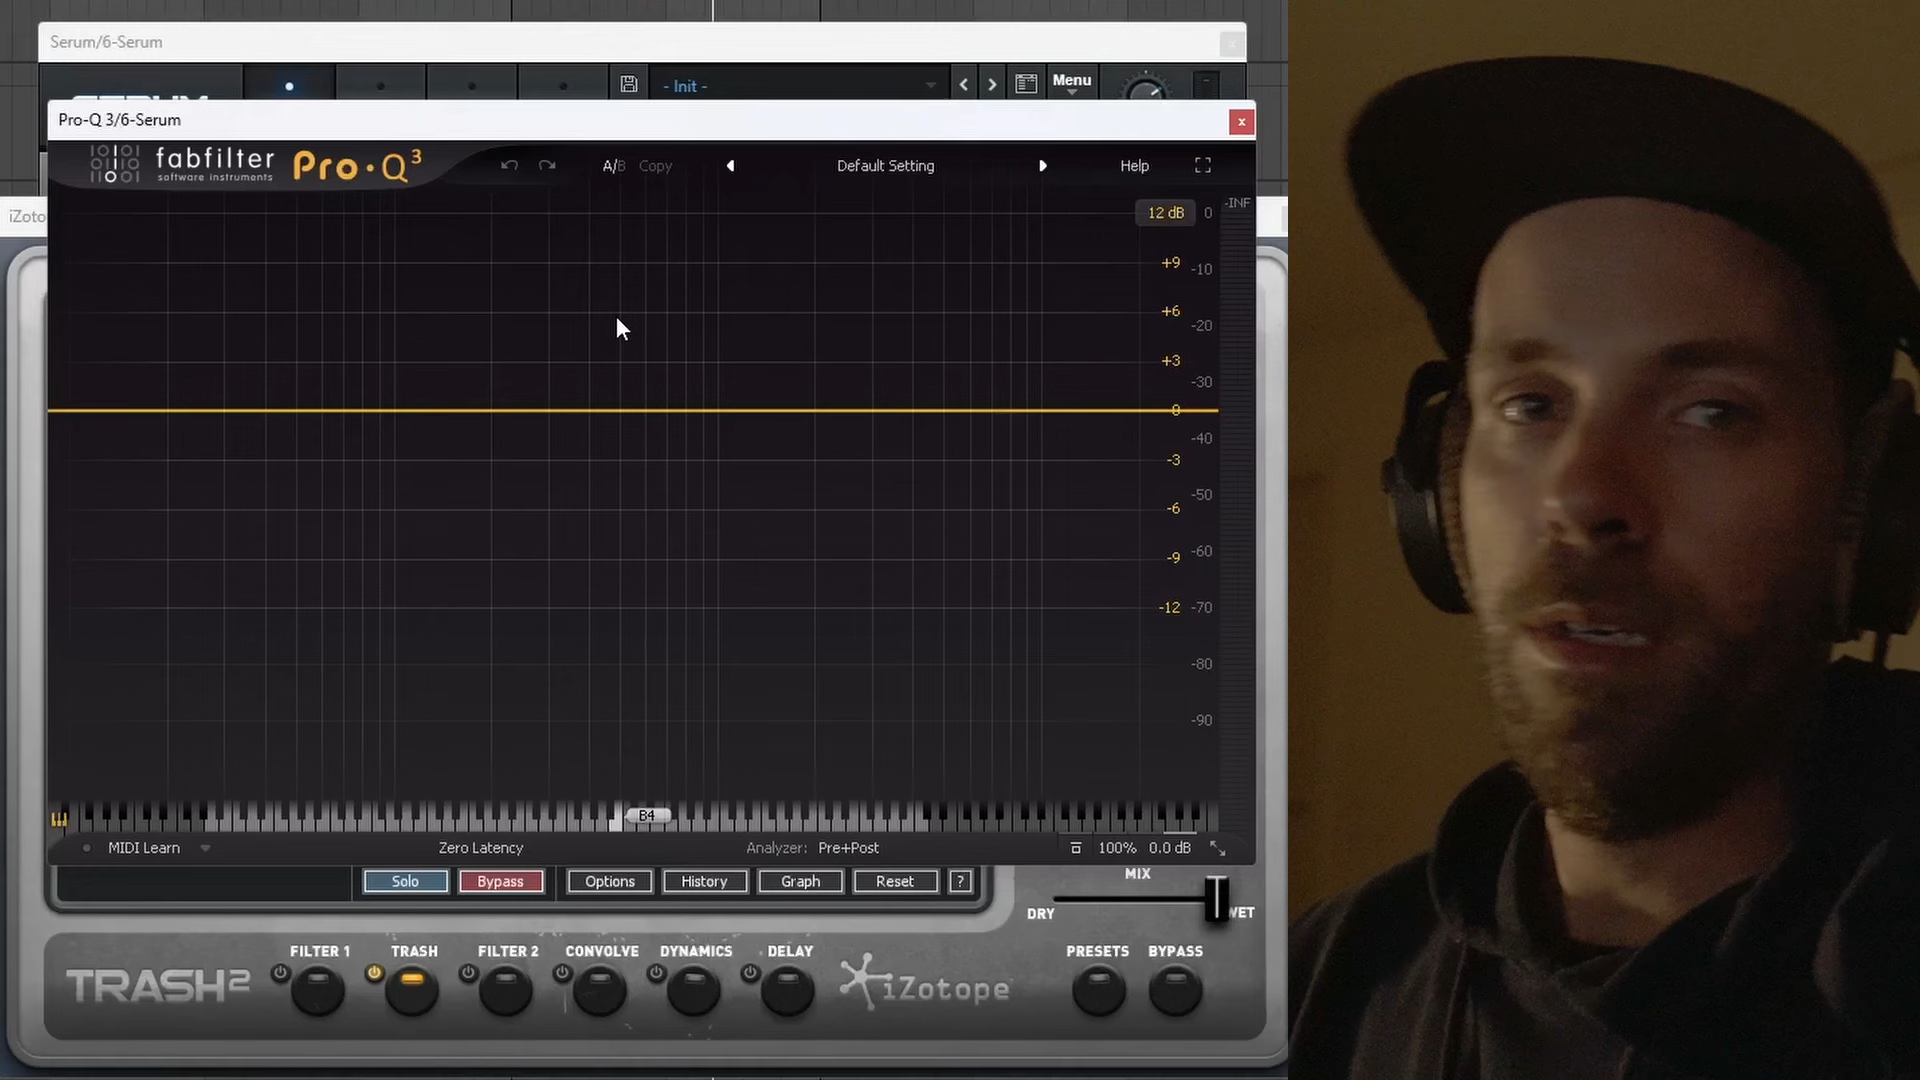 Serum/6-Serum
- Init -
Menu
Pro-Q 3/6-Serum
x
fabfilter
software instruments
Pro·Q3
A/B
Copy
Default Setting
Help
iZoto
12 dB
0
-INF
+9
-10
+6
-20
+3
-30
0
-40
-3
-50
-6
-60
-9
-12
-70
-80
-90
B4
MIDI Learn
Zero Latency
Analyzer: Pre+Post
100%
0.0 dB
Solo
Bypass
Options
History
Graph
Reset
?
MIX
DRY
WET
FILTER 1
TRASH
FILTER 2
CONVOLVE
DYNAMICS
DELAY
PRESETS
BYPASS
TRASH2
iZotope